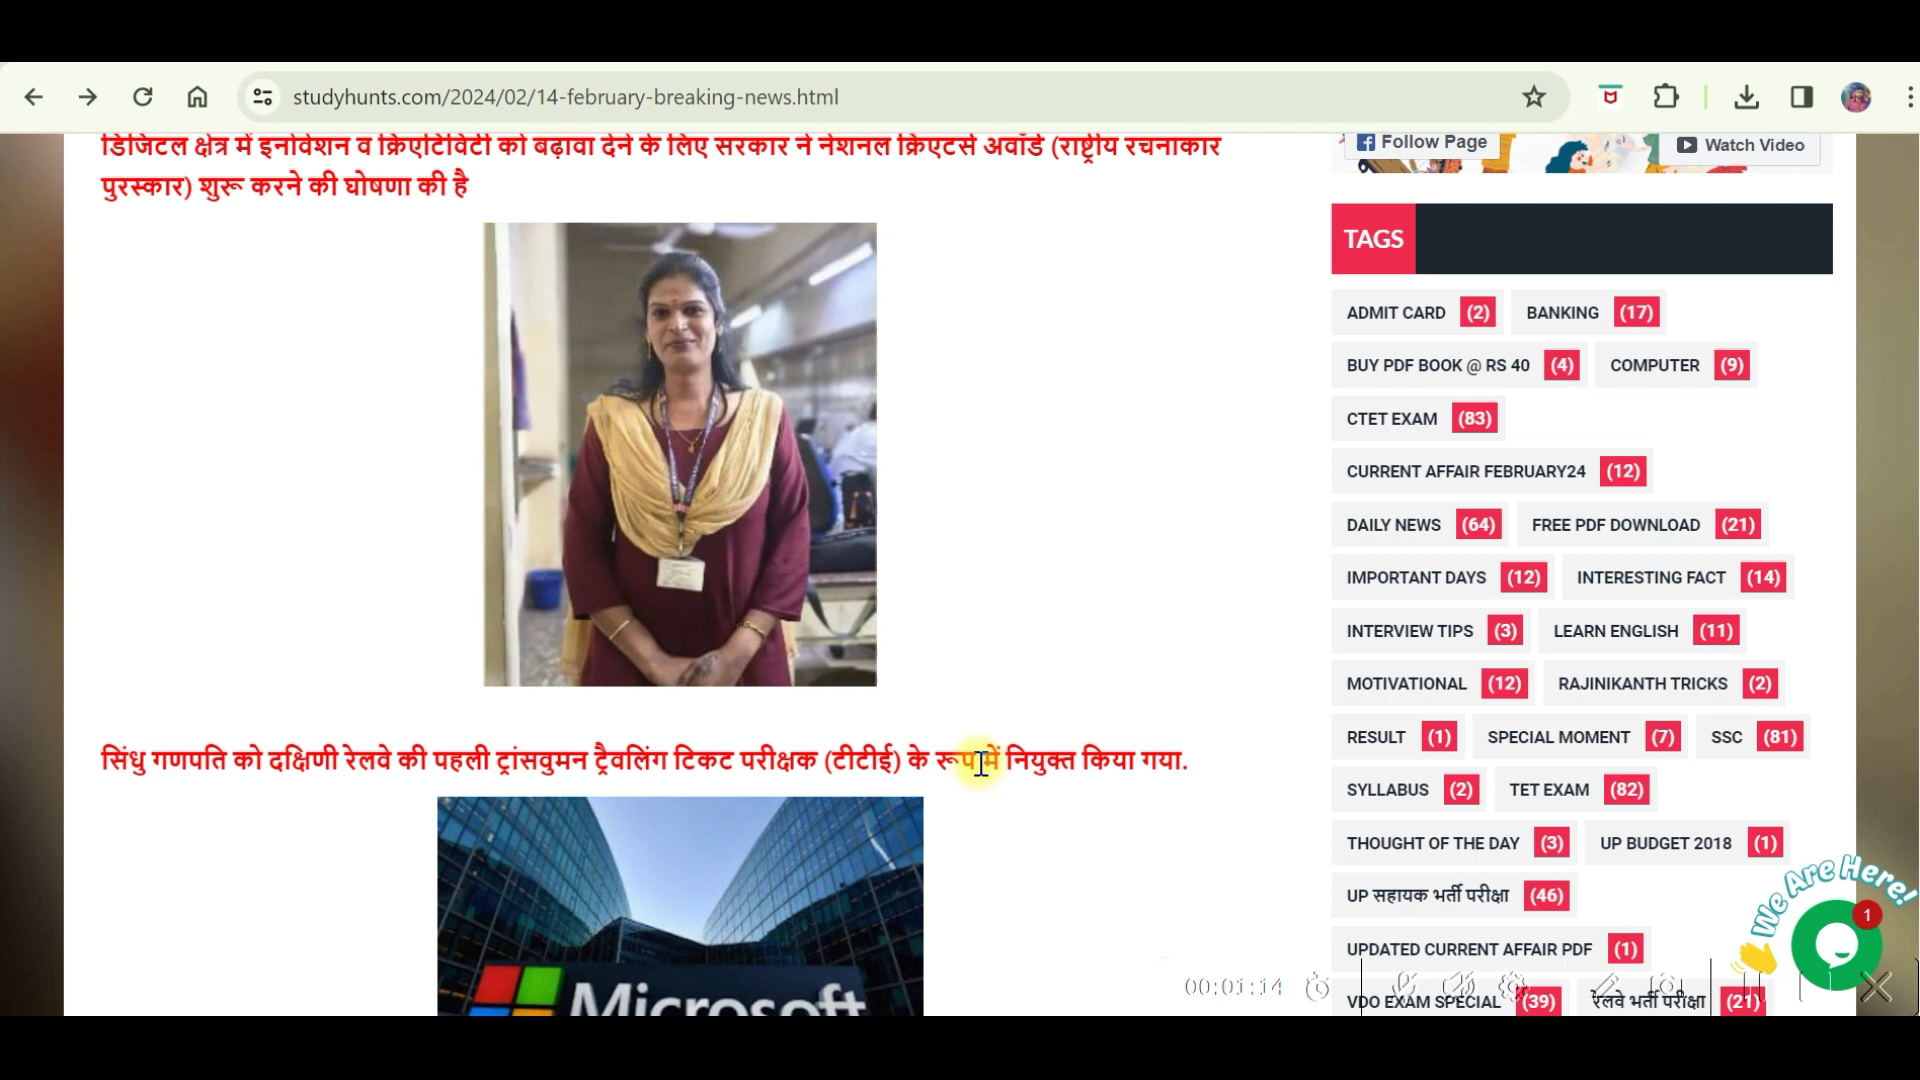 studyhunts.com/2024/02/14-february-breaking-news.html
डिजिटल क्षेत्र में इनोवेशन व क्रिएटिविटी को बढ़ावा देने के लिए सरकार ने नेशनल क्रिएटर्स अवॉर्ड (राष्ट्रीय रचनाकार
पुरस्कार) शुरू करने की घोषणा की है
सिंधु गणपति को दक्षिणी रेलवे की पहली ट्रांसवुमन ट्रैवलिंग टिकट परीक्षक (टीटीई) के रूप में नियुक्त किया गया.
Microsoft
Follow Page
Watch Video
TAGS
ADMIT CARD (2) BANKING (17)
BUY PDF BOOK @ RS 40 (4) COMPUTER (9)
CTET EXAM (83)
CURRENT AFFAIR FEBRUARY24 (12)
DAILY NEWS (64) FREE PDF DOWNLOAD (21)
IMPORTANT DAYS (12) INTERESTING FACT (14)
INTERVIEW TIPS (3) LEARN ENGLISH (11)
MOTIVATIONAL (12) RAJINIKANTH TRICKS (2)
RESULT (1) SPECIAL MOMENT (7) SSC (81)
SYLLABUS (2) TET EXAM (82)
THOUGHT OF THE DAY (3) UP BUDGET 2018 (1)
UP सहायक भर्ती परीक्षा (46)
UPDATED CURRENT AFFAIR PDF (1)
VDO EXAM SPECIAL (39) रेलवे भर्ती परीक्षा (21)
We Are Here!
1
00:01:14